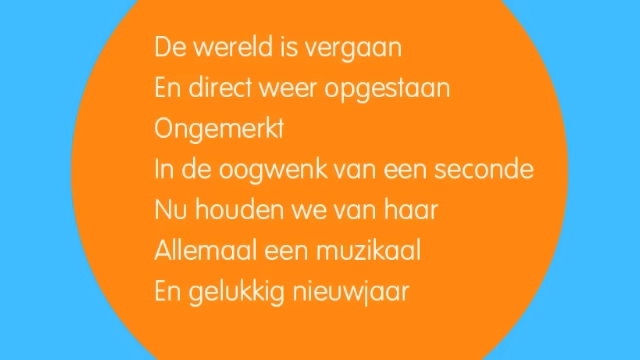 De wereld is vergaan
En direct weer opgestaan
Ongemerkt
In de oogwenk van een seconde
Nu houden we van haar
Allemaal een muzikaal
En gelukkig nieuwjaar